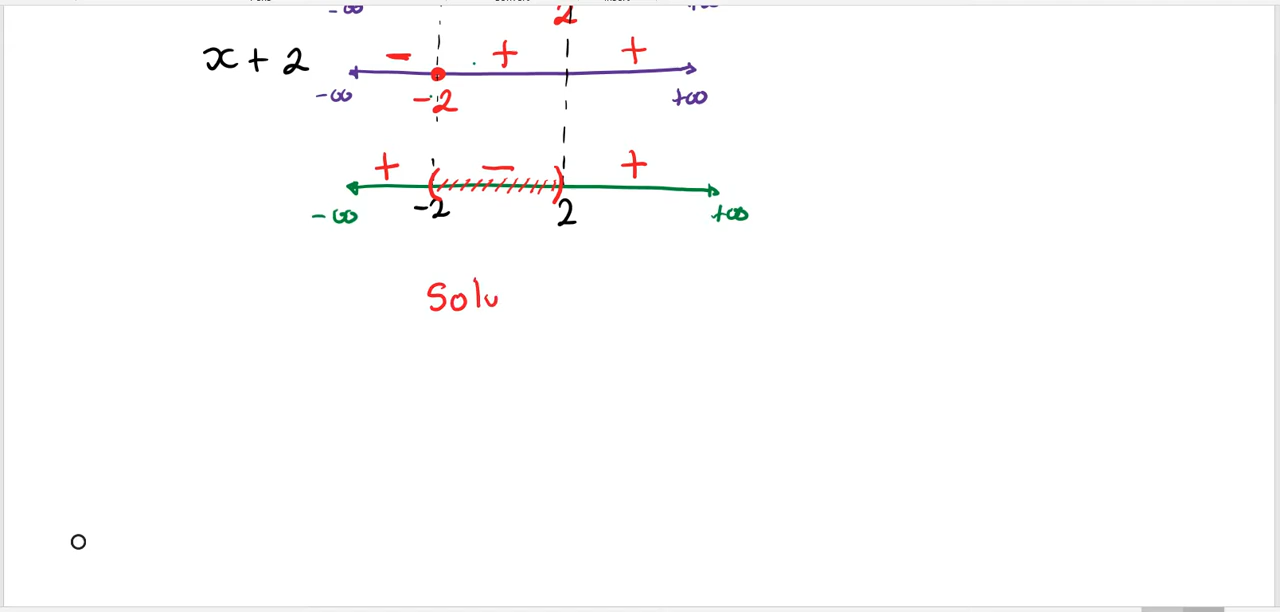 -∞ 2 +∞
x + 2 - + +
-∞ -2 +∞
+ ( - ) +
-∞ -2 2 +∞
Solu